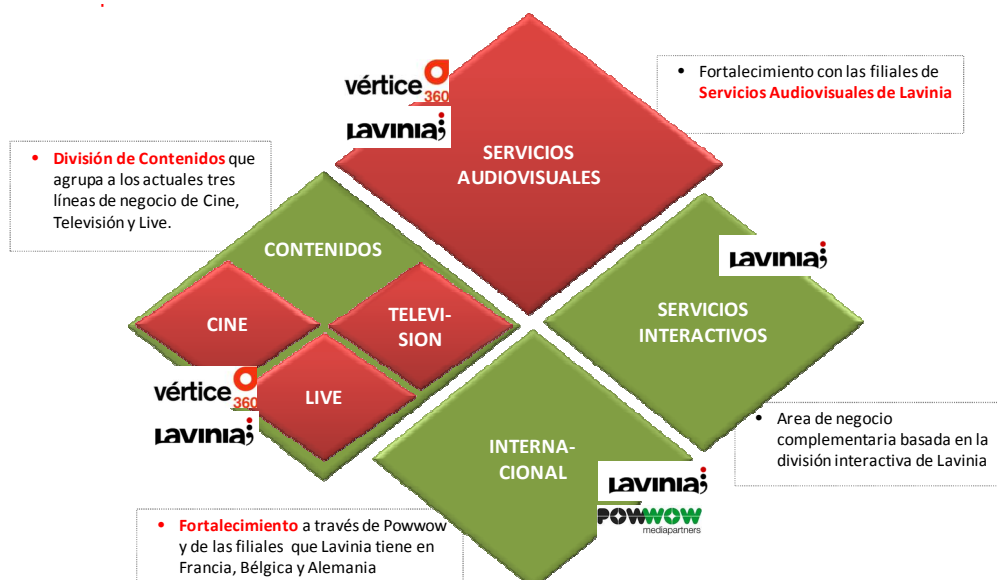 vértice
360
LAVINIA
SERVICIOS
AUDIOVISUALES
• Fortalecimiento con las filiales de
Servicios Audiovisuales de Lavinia
• División de Contenidos que
agrupa a los actuales tres
líneas de negocio de Cine,
Televisión y Live.
CONTENIDOS
CINE
TELEVI-
SION
LIVE
vértice
360
LAVINIA
LAVINIA
SERVICIOS
INTERACTIVOS
• Area de negocio
complementaria basada en la
división interactiva de Lavinia
INTERNA-
CIONAL
LAVINIA
POWWOW
mediapartners
• Fortalecimiento a través de Powwow
y de las filiales que Lavinia tiene en
Francia, Bélgica y Alemania